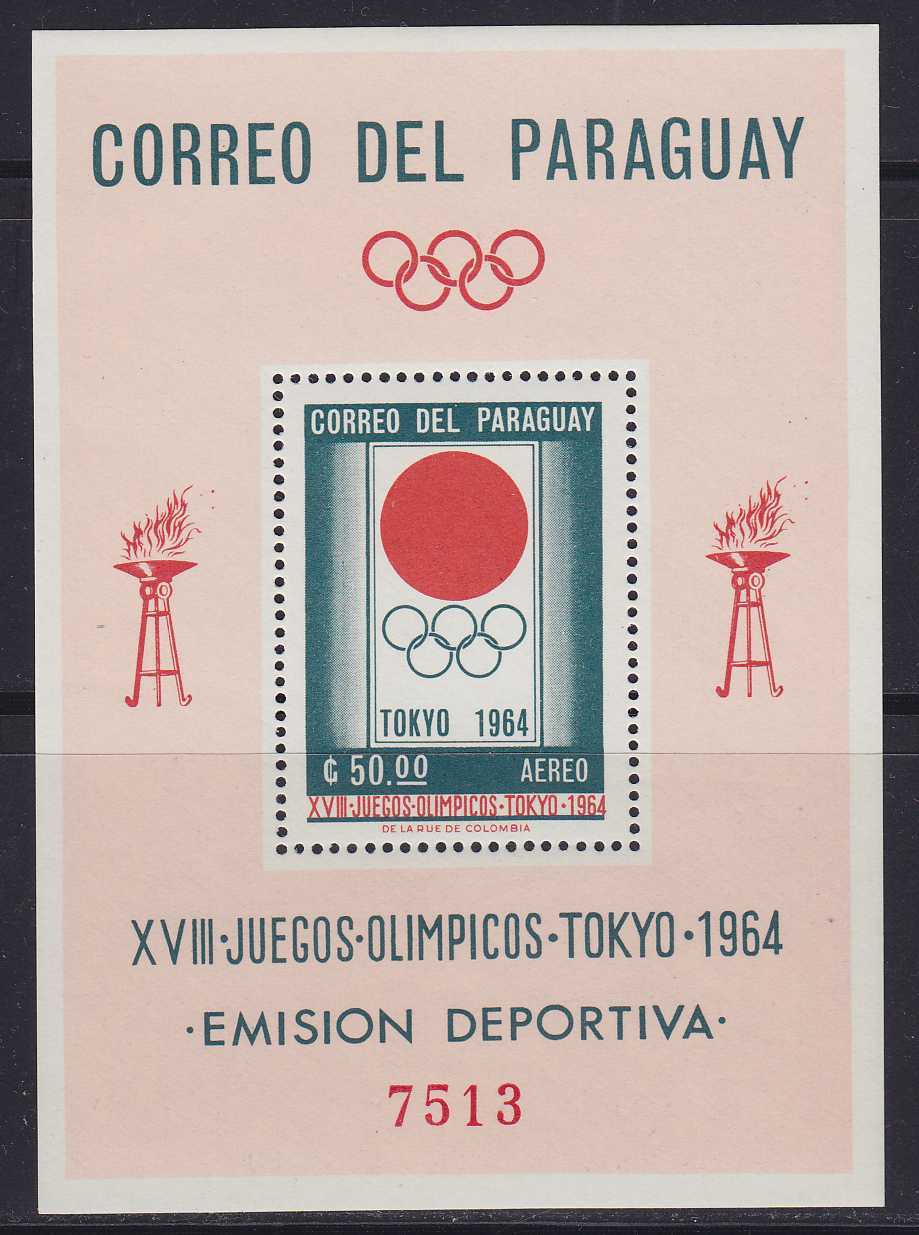 CORREO DEL PARAGUAY
CORREO DEL PARAGUAY
TOKYO 1964
₲ 50.00 AEREO
XVIII·JUEGOS·OLIMPICOS·TOKYO·1964
DE LA RUE DE COLOMBIA
XVIII·JUEGOS·OLIMPICOS·TOKYO·1964
·EMISION DEPORTIVA·
7513